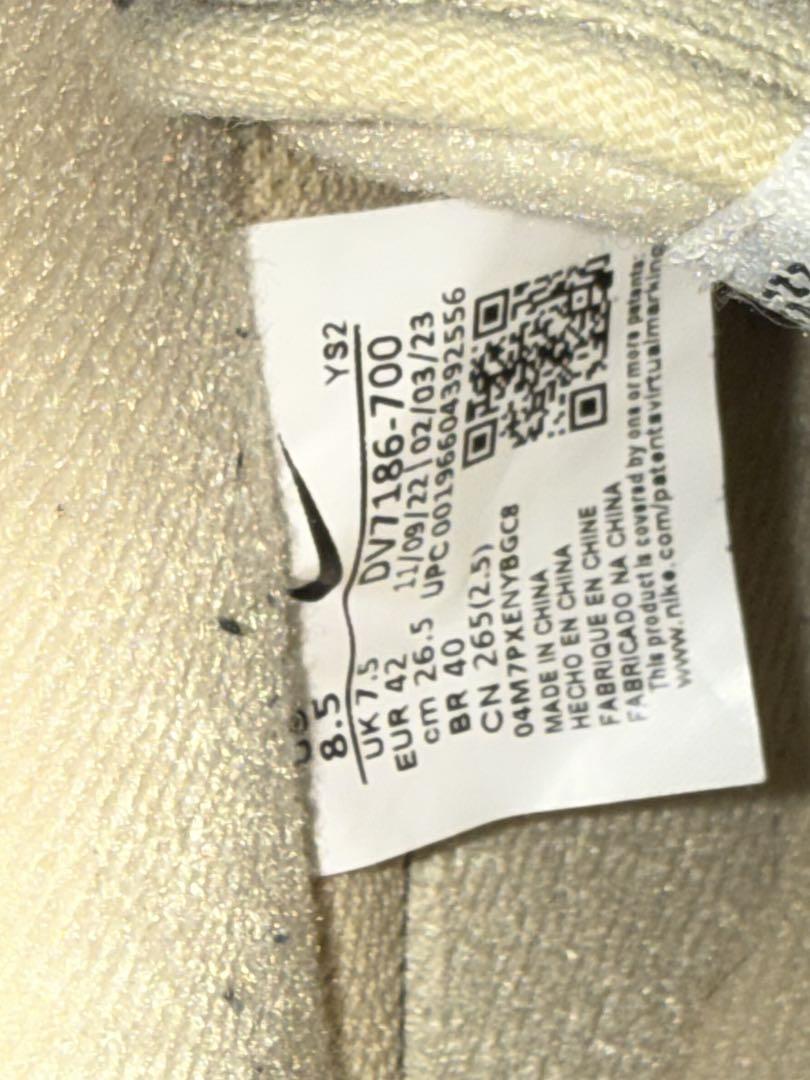 US
8.5
YS2
UK 7.5
EUR 42
cm 26.5
BR 40
CN 265(2.5)
DV7186-700
11/09/22 | 02/03/23
UPC 00196604392556
04M7PXENYBGC8
MADE IN CHINA
HECHO EN CHINA
FABRIQUE EN CHINE
FABRICADO NA CHINA
This product is covered by one or more patents:
www.nike.com/patentsvirtualmarking